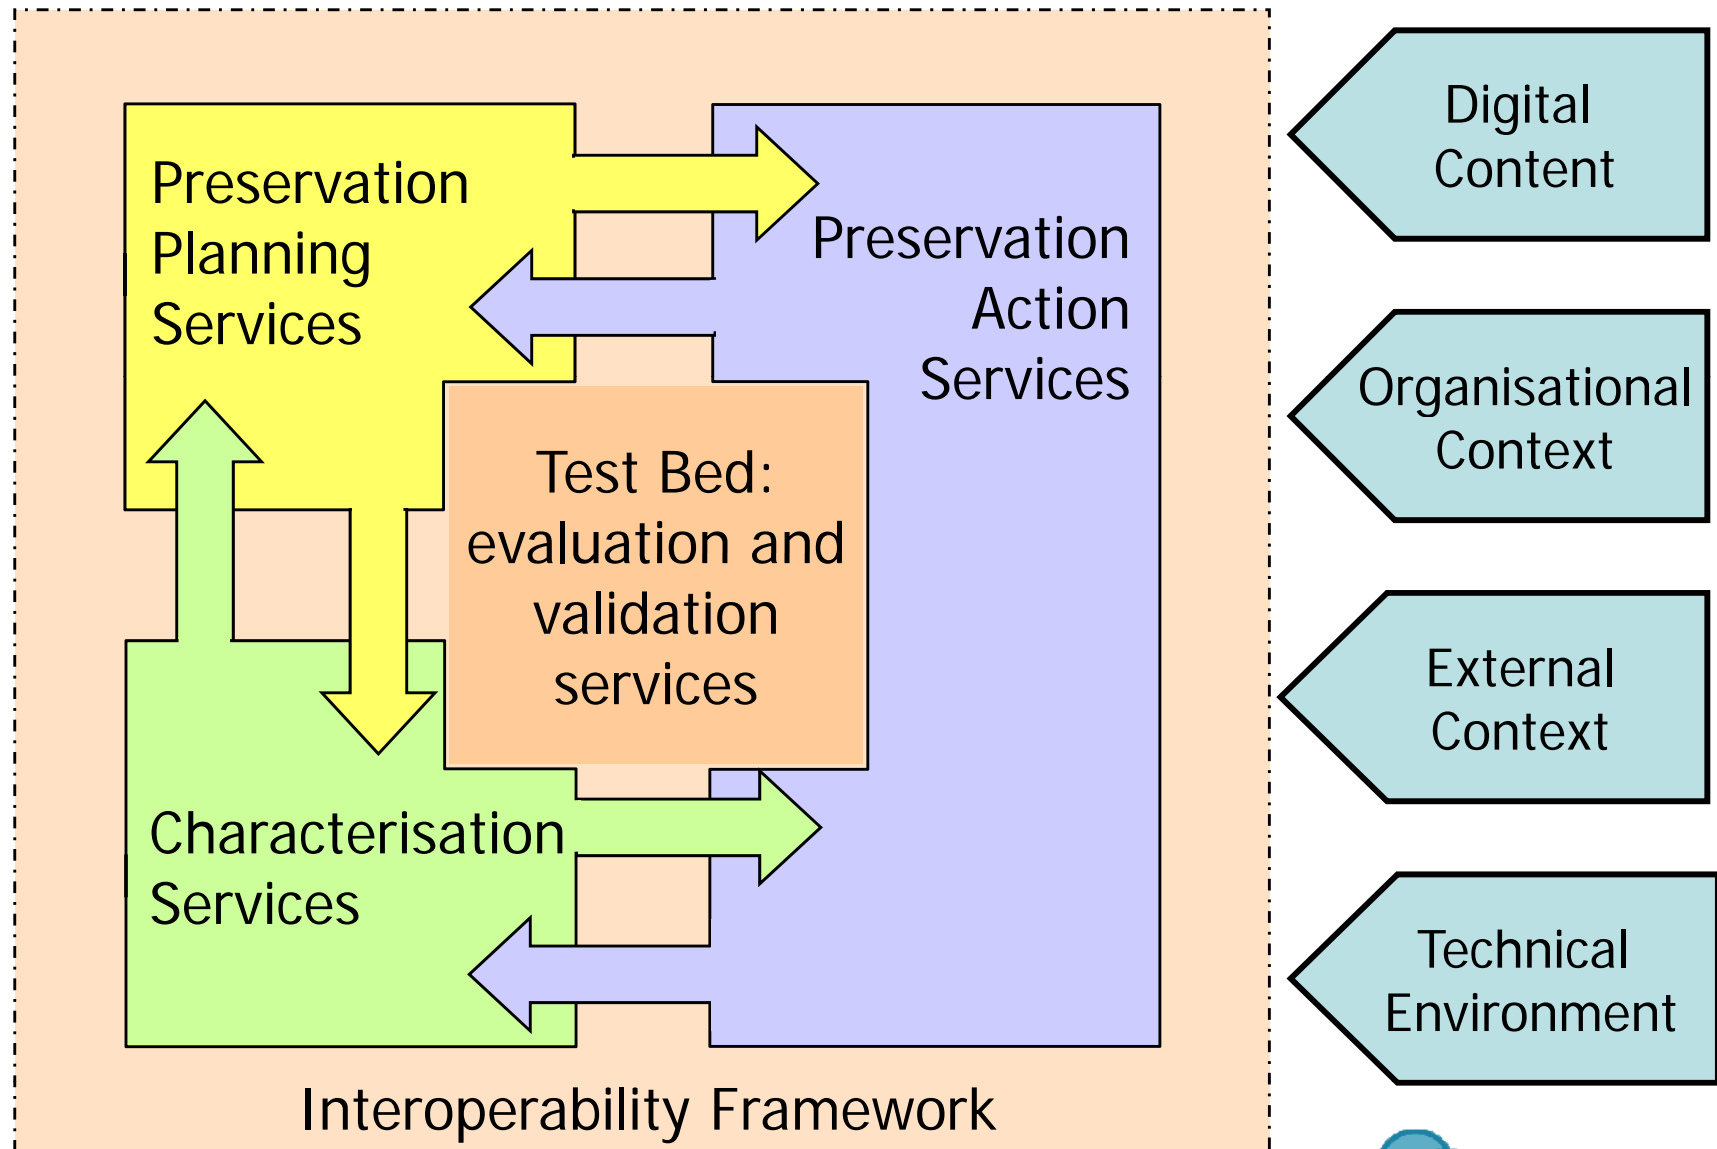 Preservation
Planning
Services
Preservation
Action
Services
Test Bed:
evaluation and
validation
services
Characterisation
Services
Interoperability Framework
Digital
Content
Organisational
Context
External
Context
Technical
Environment